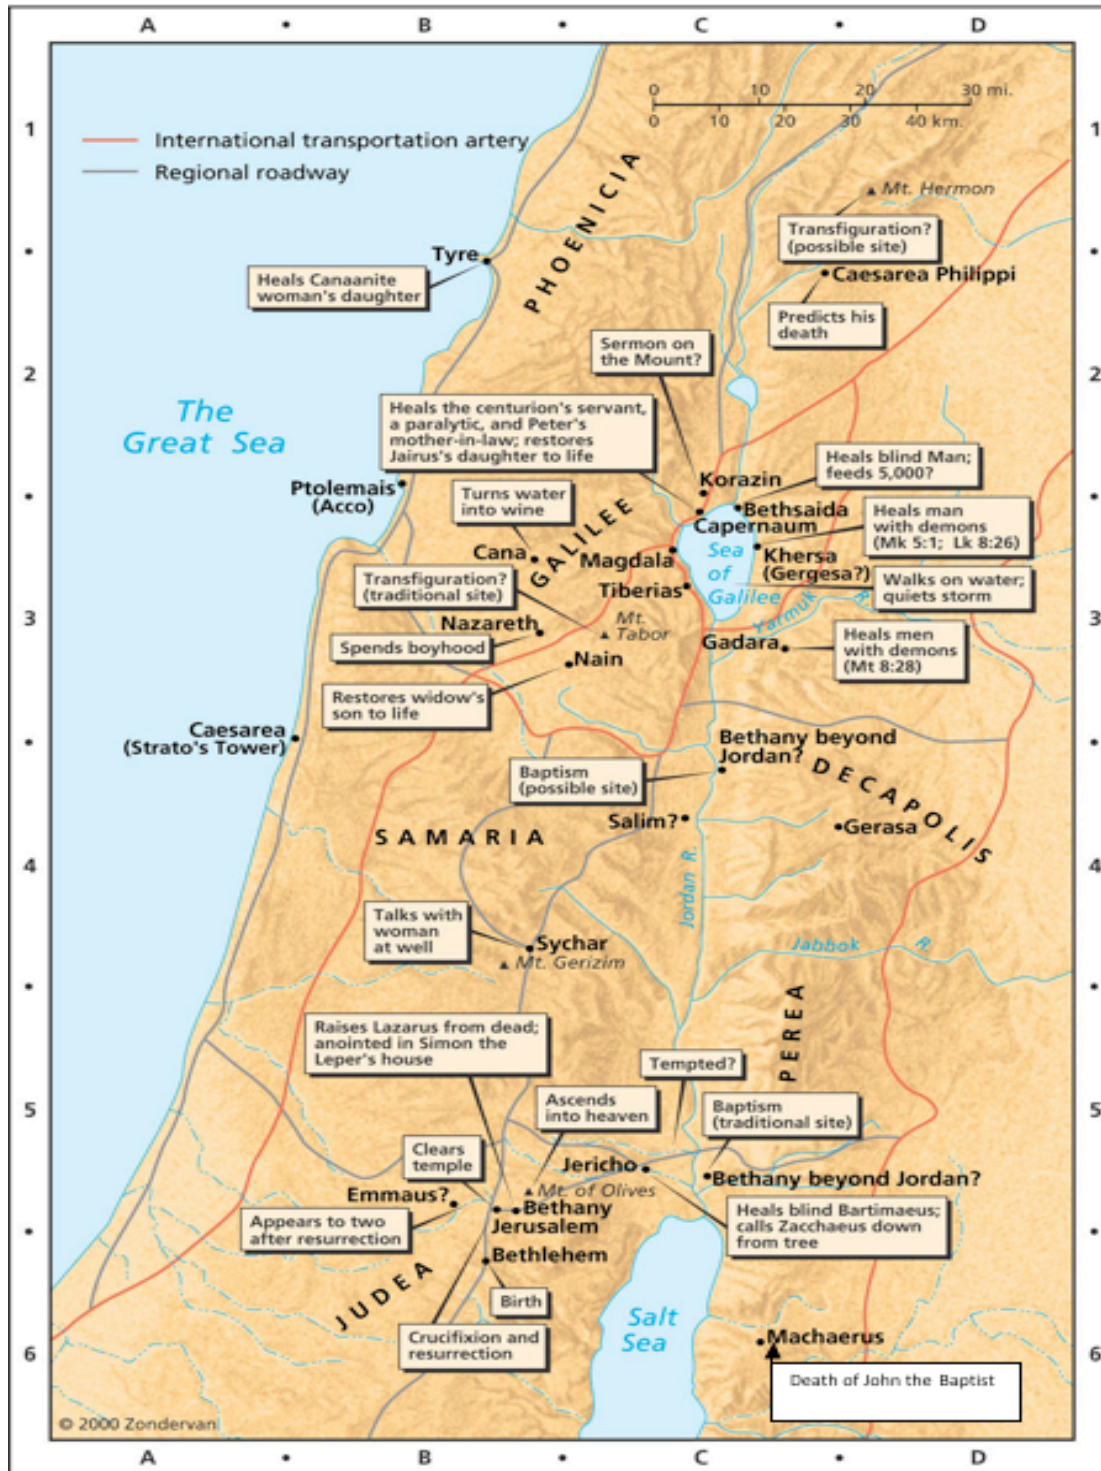 A
B
C
D
0 10 20 30 mi.
0 10 20 30 40 km.
1
1
International transportation artery
Regional roadway
PHOENICIA
Mt. Hermon
Transfiguration?
(possible site)
Tyre
Heals Canaanite
woman's daughter
Caesarea Philippi
Predicts his
death
Sermon on
the Mount?
2
2
The
Great Sea
Heals the centurion's servant,
a paralytic, and Peter's
mother-in-law; restores
Jairus's daughter to life
Heals blind Man;
feeds 5,000?
Korazin
Ptolemais
(Acco)
Turns water
into wine
Bethsaida
Capernaum
Heals man
with demons
(Mk 5:1; Lk 8:26)
GALILEE
Cana
Magdala
Sea
of
Galilee
Khersa
(Gergesa?)
Transfiguration?
(traditional site)
Tiberias
Walks on water;
quiets storm
Yarmuk R.
3
3
Nazareth
Mt.
Tabor
Spends boyhood
Gadara
Heals men
with demons
(Mt 8:28)
Nain
Restores widow's
son to life
Caesarea
(Strato's Tower)
Bethany beyond
Jordan?
Baptism
(possible site)
DECAPOLIS
Salim?
Gerasa
SAMARIA
4
4
Jordan R.
Talks with
woman
at well
Sychar
Mt. Gerizim
Jabbok R.
PEREA
Raises Lazarus from dead;
anointed in Simon the
Leper's house
Tempted?
5
5
Ascends
into heaven
Baptism
(traditional site)
Clears
temple
Jericho
Bethany beyond Jordan?
Emmaus?
Mt. of Olives
Bethany
Jerusalem
Appears to two
after resurrection
Heals blind Bartimaeus;
calls Zacchaeus down
from tree
Bethlehem
JUDEA
Birth
Salt
Sea
Crucifixion and
resurrection
Machaerus
6
6
Death of John the Baptist
© 2000 Zondervan
A
B
C
D